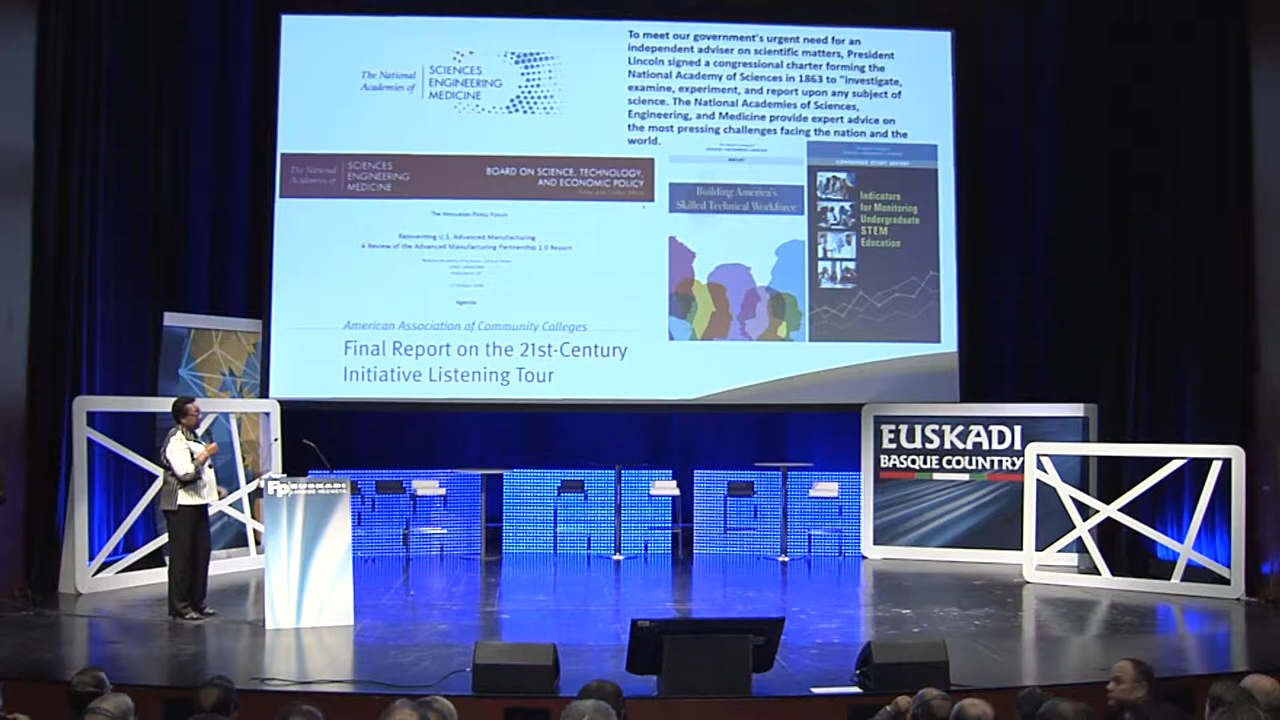 The National
Academies of
SCIENCES
ENGINEERING
MEDICINE
To meet our government's urgent need for an
independent adviser on scientific matters, President
Lincoln signed a congressional charter forming the
National Academy of Sciences in 1863 to "investigate,
examine, experiment, and report upon any subject of
science. The National Academies of Sciences,
Engineering, and Medicine provide expert advice on
the most pressing challenges facing the nation and the
world.
The National
Academies of
SCIENCES
ENGINEERING
MEDICINE
BOARD ON SCIENCE, TECHNOLOGY,
AND ECONOMIC POLICY
The Innovation Policy Forum
Reinventing U.S. Advanced Manufacturing
A Review of the Advanced Manufacturing Partnership 2.0 Report
Agenda
American Association of Community Colleges
Final Report on the 21st-Century
Initiative Listening Tour
REPORT
Building America's
Skilled Technical Workforce
CONSENSUS STUDY REPORT
Indicators
for Monitoring
Undergraduate
STEM
Education
Fp EUSKADI
EUSKADI
BASQUE COUNTRY